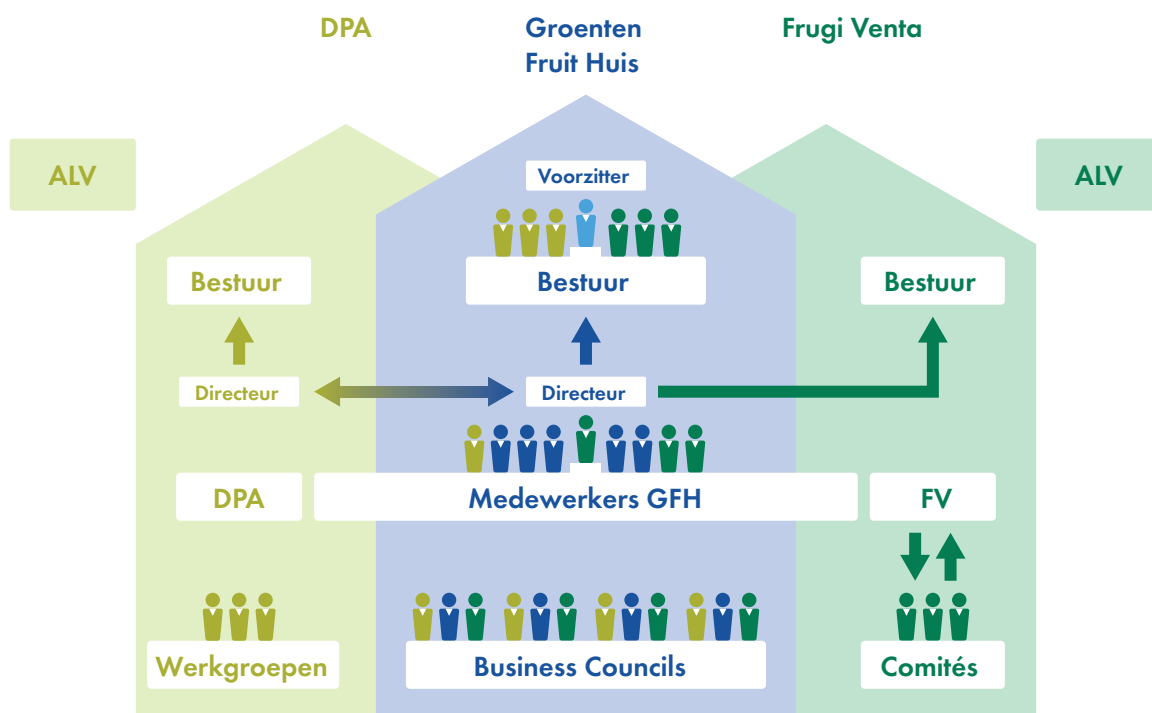 DPA
Groenten
Fruit Huis
Frugi Venta
ALV
Voorzitter
ALV
Bestuur
Bestuur
Bestuur
Directeur
Directeur
DPA
Medewerkers GFH
FV
Werkgroepen
Business Councils
Comités